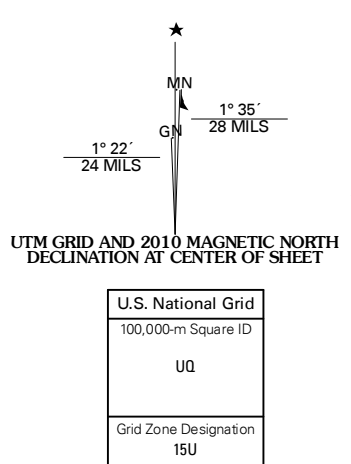 MN
1° 35´
28 MILS
GN
1° 22´
24 MILS
UTM GRID AND 2010 MAGNETIC NORTH
DECLINATION AT CENTER OF SHEET
U.S. National Grid
100,000-m Square ID
UQ
Grid Zone Designation
15U